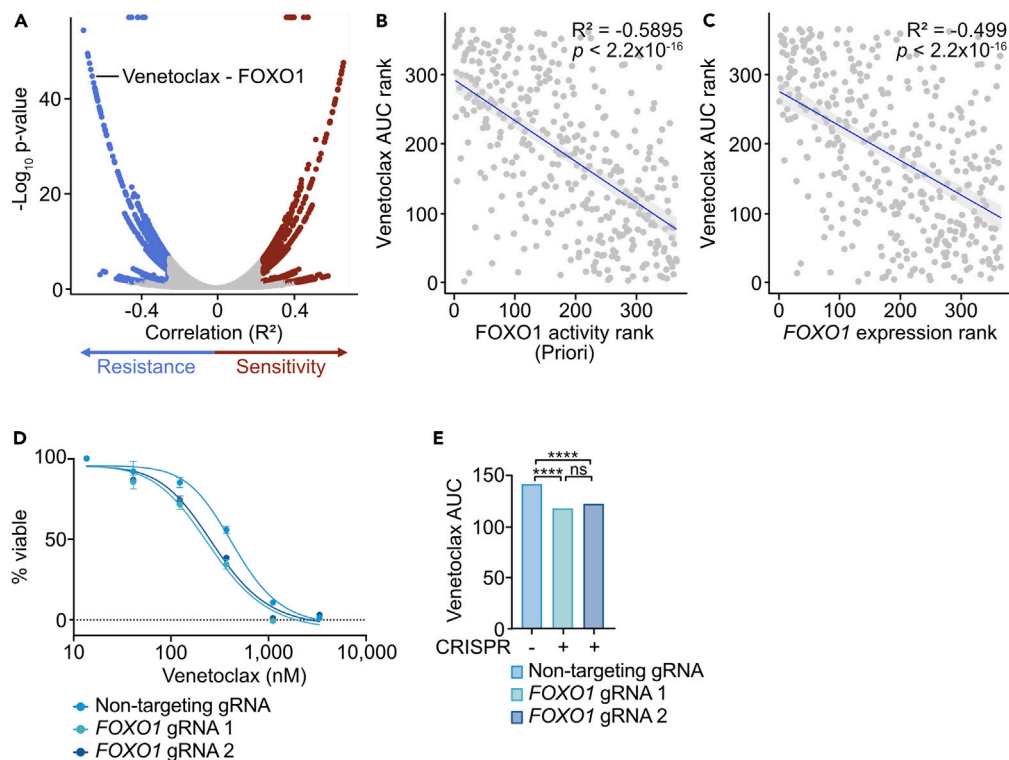 A
-Log₁₀ p-value
40
20
0
Venetoclax - FOXO1
-0.4
0
0.4
Correlation (R²)
Resistance
Sensitivity
B
R² = -0.5895
p < 2.2x10⁻¹⁶
Venetoclax AUC rank
300
200
100
0
0
100
200
300
FOXO1 activity rank
(Priori)
C
R² = -0.499
p < 2.2x10⁻¹⁶
Venetoclax AUC rank
300
200
100
0
0
100
200
300
FOXO1 expression rank
D
% viable
100
50
0
10
100
1,000
10,000
Venetoclax (nM)
Non-targeting gRNA
FOXO1 gRNA 1
FOXO1 gRNA 2
E
Venetoclax AUC
150
100
50
0
****
**** ns
CRISPR - + +
Non-targeting gRNA
FOXO1 gRNA 1
FOXO1 gRNA 2